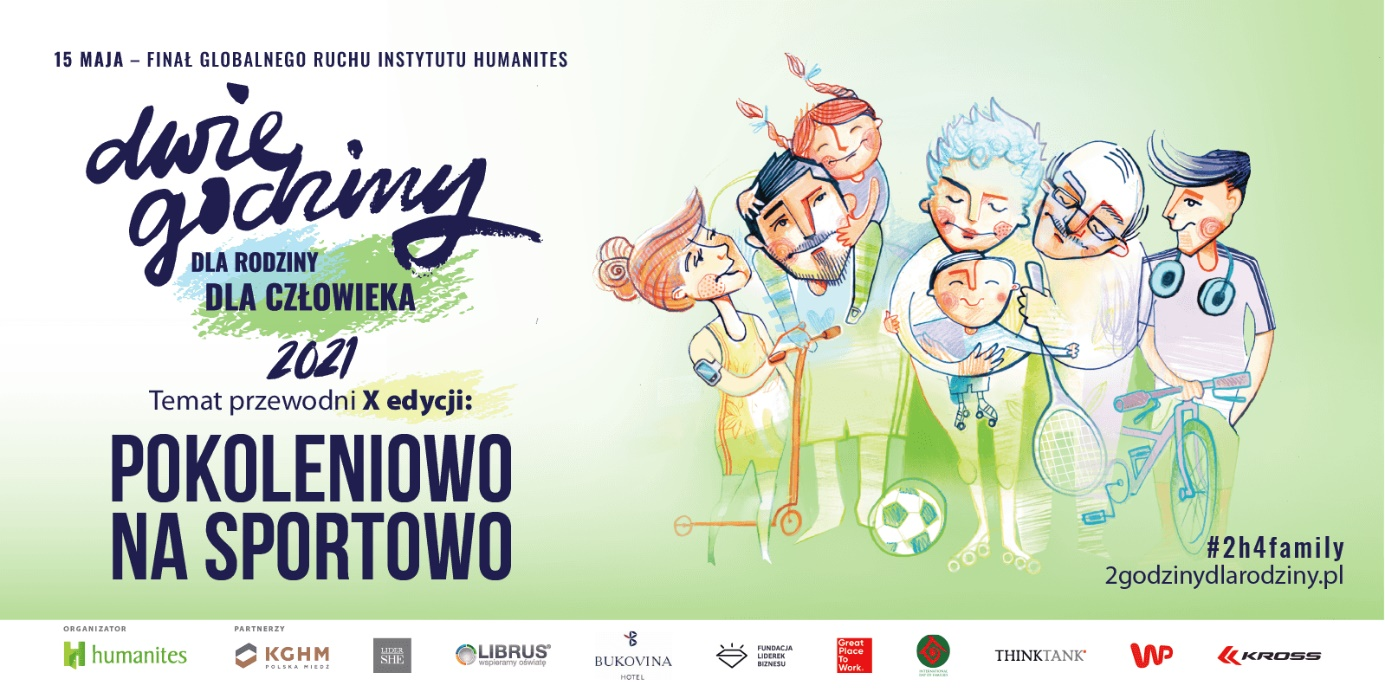 15 MAJA – FINAŁ GLOBALNEGO RUCHU INSTYTUTU HUMANITES
dwie
godziny
DLA RODZINY
DLA CZŁOWIEKA
2021
Temat przewodni X edycji:
POKOLENIOWO
NA SPORTOWO
#2h4family
2godzinydlarodziny.pl
ORGANIZATOR
humanites
PARTNERZY
KGHM
POLSKA MIEDŹ
LIDER
SHE
LIBRUS®
wspieramy oświatę
BUKOVINA
HOTEL
FUNDACJA
LIDEREK
BIZNESU
Great
Place
To
Work.
THINKTANK
WP
KROSS